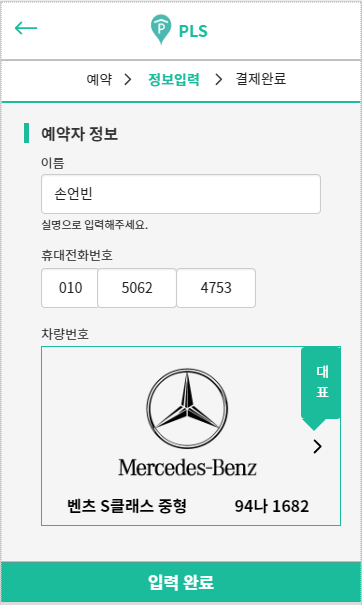 P PLS
예약 > 정보입력 > 결제완료
예약자 정보
이름
손언빈
실명으로 입력해주세요.
휴대전화번호
010 5062 4753
차량번호
대
표
Mercedes-Benz
벤츠 S클래스 중형 94나 1682
입력 완료